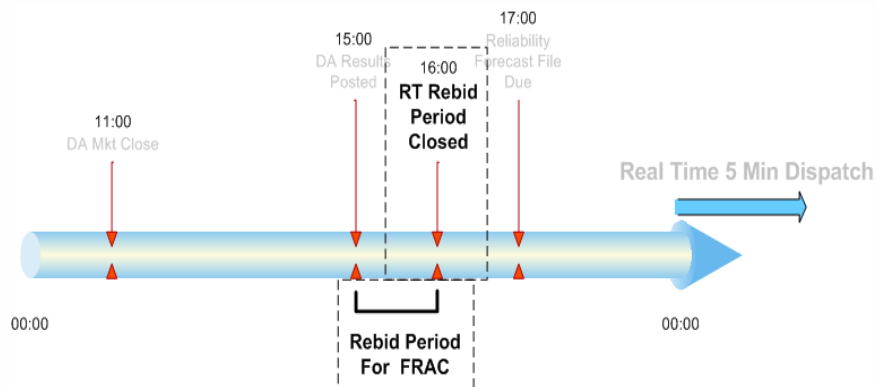 17:00
Reliability
Forecast File
Due
15:00
DA Results
Posted
16:00
RT Rebid
Period
Closed
11:00
DA Mkt Close
Real Time 5 Min Dispatch
00:00
00:00
Rebid Period
For FRAC